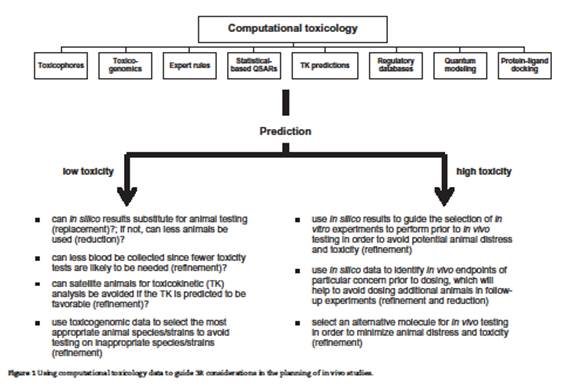 Computational toxicology
Toxicophores
Toxico-
genomics
Expert rules
Statistical-
based QSARs
TK predictions
Regulatory
databases
Quantum
modeling
Protein-ligand
docking
Prediction
low toxicity
high toxicity
▪ can in silico results substitute for animal testing
(replacement)?; if not, can less animals be
used (reduction)?
▪ can less blood be collected since fewer toxicity
tests are likely to be needed (refinement)?
▪ can satellite animals for toxicokinetic (TK)
analysis be avoided if the TK is predicted to be
favorable (refinement)?
▪ use toxicogenomic data to select the most
appropriate animal species/strains to avoid
testing on inappropriate species/strains
(refinement)
▪ use in silico results to guide the selection of in
vitro experiments to perform prior to in vivo
testing in order to avoid potential animal distress
and toxicity (refinement)
▪ use in silico data to identify in vivo endpoints of
particular concern prior to dosing, which will
help to avoid dosing additional animals in follow-
up experiments (refinement and reduction)
▪ select an alternative molecule for in vivo testing
in order to minimize animal distress and toxicity
(refinement)
Figure 1 Using computational toxicology data to guide 3R considerations in the planning of in vivo studies.